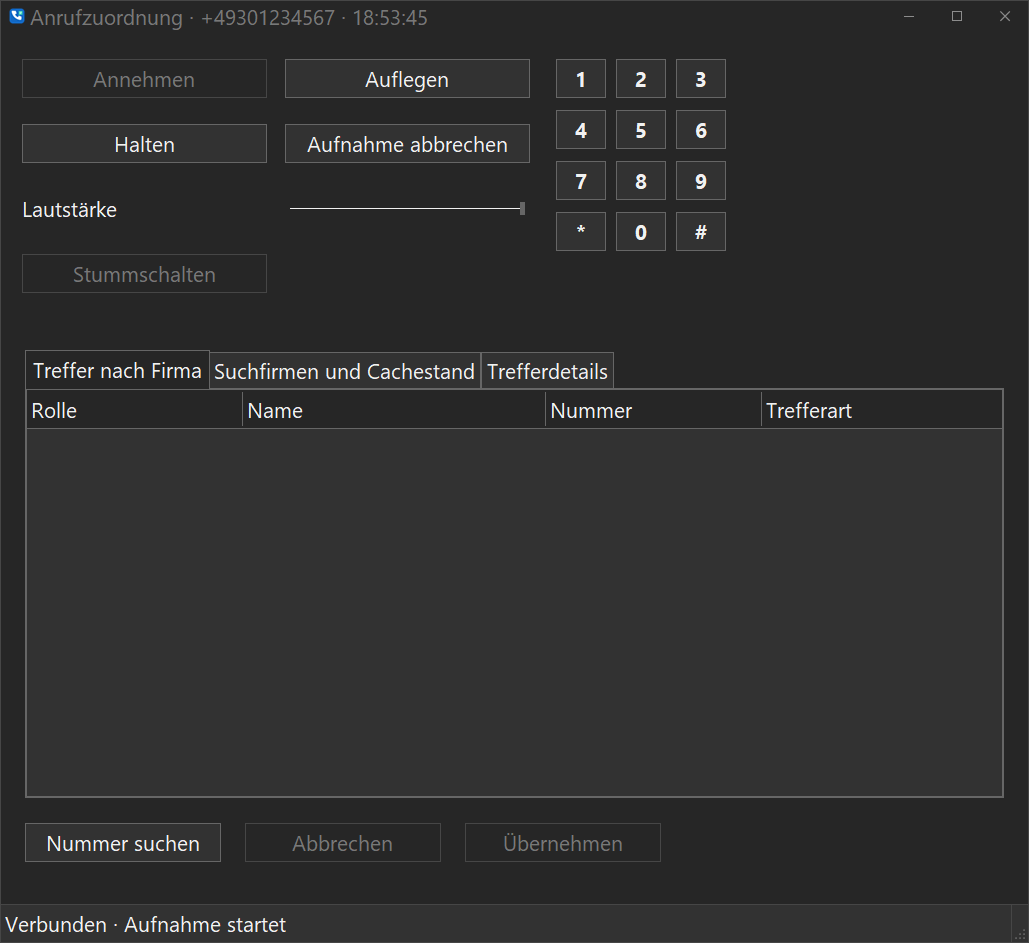 Anrufzuordnung · +49301234567 · 18:53:45
Annehmen Auflegen 1 2 3
Halten Aufnahme abbrechen 4 5 6
7 8 9
Lautstärke
* 0 #
Stummschalten
Treffer nach Firma Suchfirmen und Cachestand Trefferdetails
Rolle Name Nummer Trefferart
Nummer suchen Abbrechen Übernehmen
Verbunden · Aufnahme startet